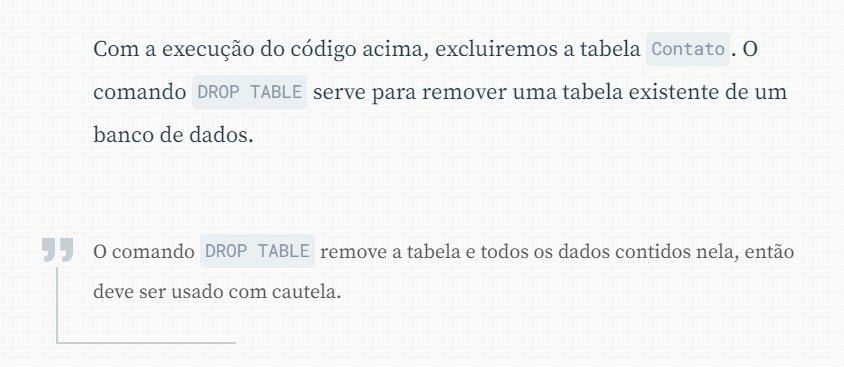 Com a execução do código acima, excluiremos a tabela Contato. O
comando DROP TABLE serve para remover uma tabela existente de um
banco de dados.
O comando DROP TABLE remove a tabela e todos os dados contidos nela, então
deve ser usado com cautela.